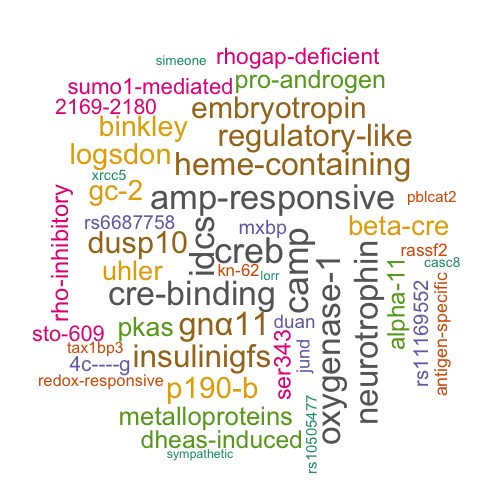 simeone
rhogap-deficient
sumo1-mediated
pro-androgen
2169-2180
embryotropin
binkley
regulatory-like
logsdon
heme-containing
xrcc5
gc-2
amp-responsive
pblcat2
rho-inhibitory
rs6687758
mxbp
beta-cre
dusp10
idcs
creb
camp
rassf2
uhler
kn-62
lorr
oxygenase-1
neurotrophin
alpha-11
casc8
cre-binding
rs11169552
antigen-specific
sto-609
pkas
gnα11
duan
tax1bp3
4c----g
insulinigfs
ser343
jund
redox-responsive
p190-b
metalloproteins
rs10505477
dheas-induced
sympathetic